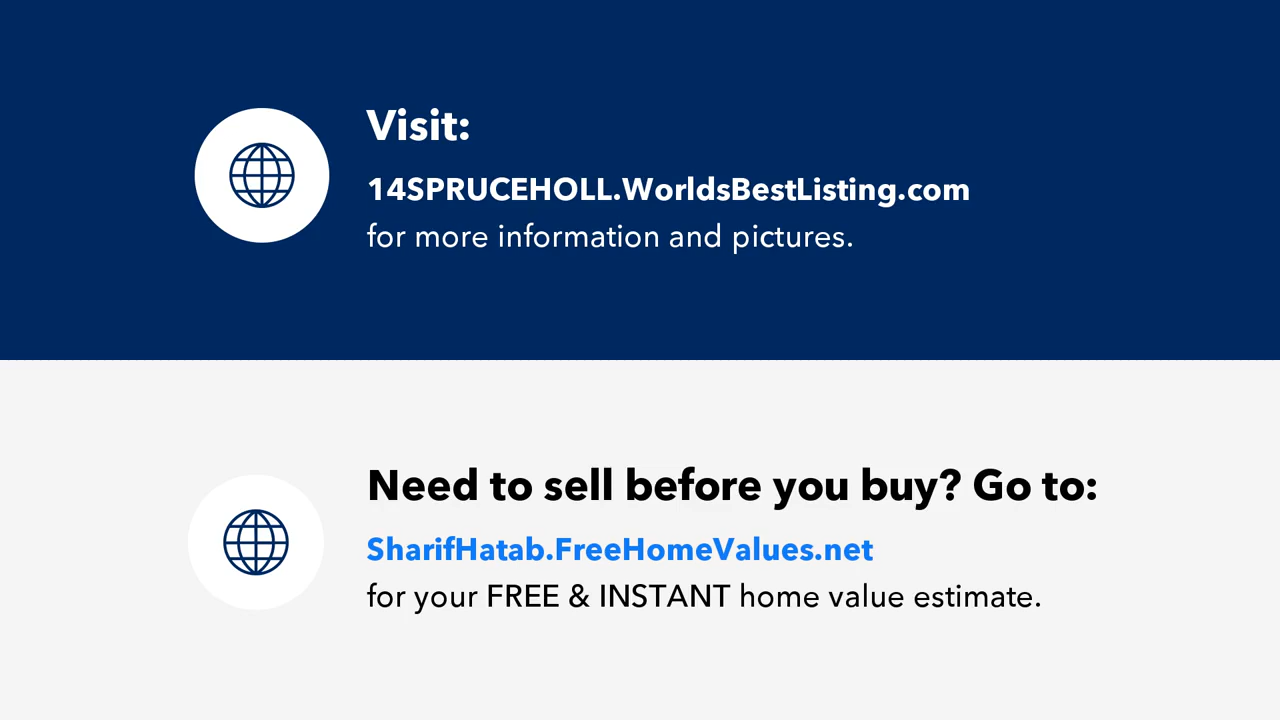 Visit:
14SPRUCEHOLL.WorldsBestListing.com
for more information and pictures.
Need to sell before you buy? Go to:
SharifHatab.FreeHomeValues.net
for your FREE & INSTANT home value estimate.